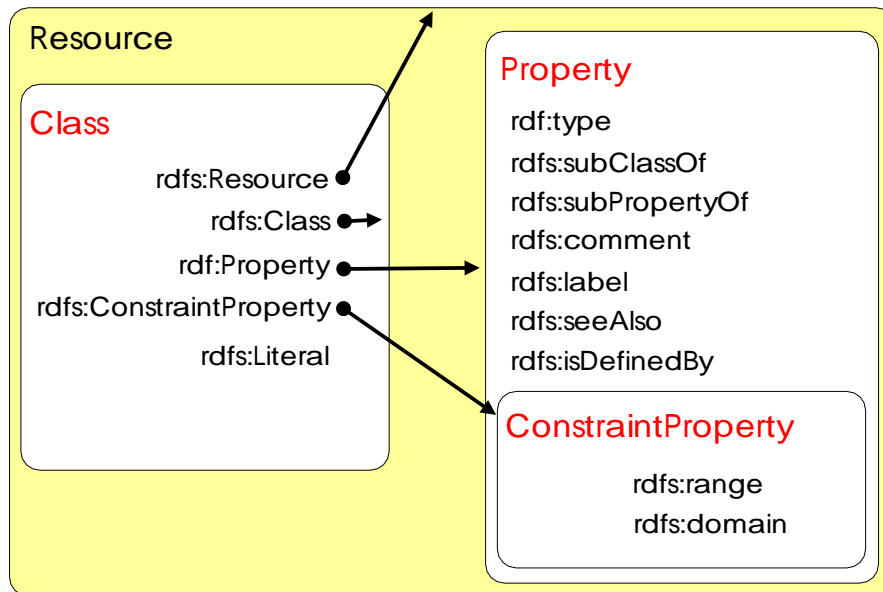 Resource
Class
rdfs:Resource
rdfs:Class
rdf:Property
rdfs:ConstraintProperty
rdfs:Literal
Property
rdf:type
rdfs:subClassOf
rdfs:subPropertyOf
rdfs:comment
rdfs:label
rdfs:seeAlso
rdfs:isDefinedBy
ConstraintProperty
rdfs:range
rdfs:domain